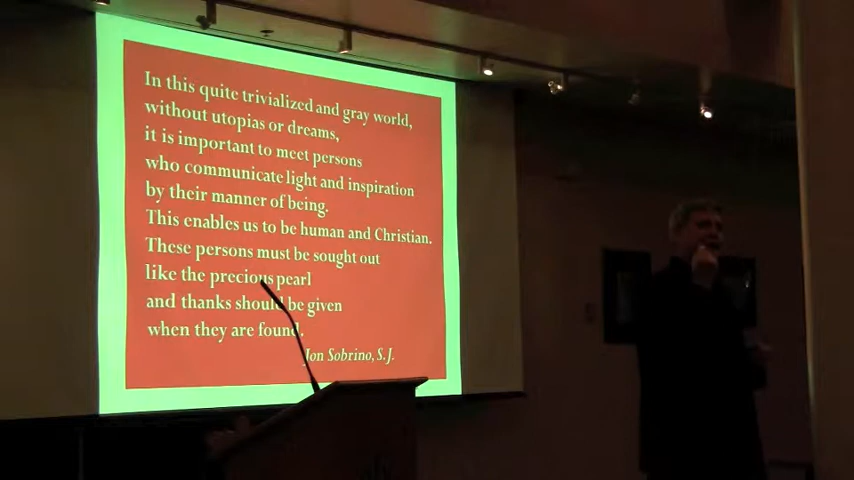 In this quite trivialized and gray world,
without utopias or dreams,
it is important to meet persons
who communicate light and inspiration
by their manner of being.
This enables us to be human and Christian.
These persons must be sought out
like the precious pearl
and thanks should be given
when they are found.
Jon Sobrino, S.J.